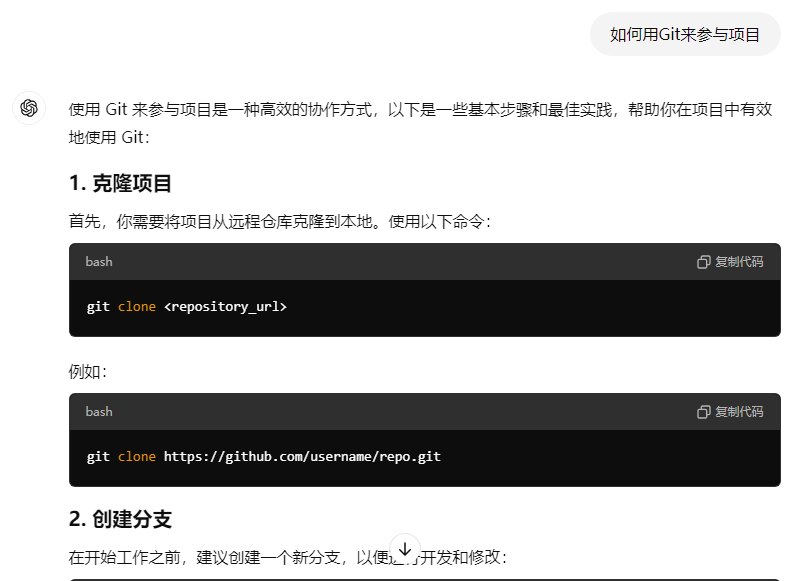 如何用Git来参与项目
使用 Git 来参与项目是一种高效的协作方式，以下是一些基本步骤和最佳实践，帮助你在项目中有效
地使用 Git：
1. 克隆项目
首先，你需要将项目从远程仓库克隆到本地。使用以下命令：
bash
复制代码
git clone <repository_url>
例如：
bash
复制代码
git clone https://github.com/username/repo.git
2. 创建分支
在开始工作之前，建议创建一个新分支，以便开发和修改：